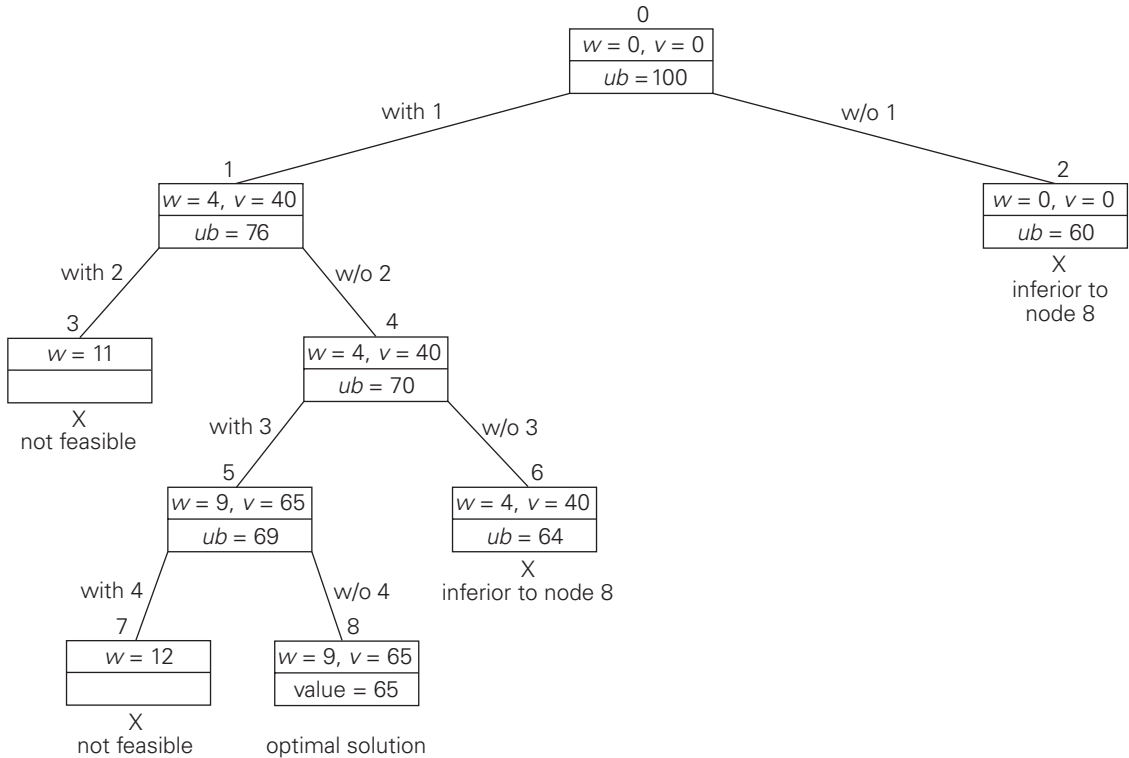 0
w = 0, v = 0
ub = 100
with 1
w/o 1
1
w = 4, v = 40
ub = 76
2
w = 0, v = 0
ub = 60
X
inferior to
node 8
with 2
w/o 2
3
w = 11
X
not feasible
4
w = 4, v = 40
ub = 70
with 3
w/o 3
5
w = 9, v = 65
ub = 69
6
w = 4, v = 40
ub = 64
X
inferior to node 8
with 4
w/o 4
7
w = 12
X
not feasible
8
w = 9, v = 65
value = 65
optimal solution